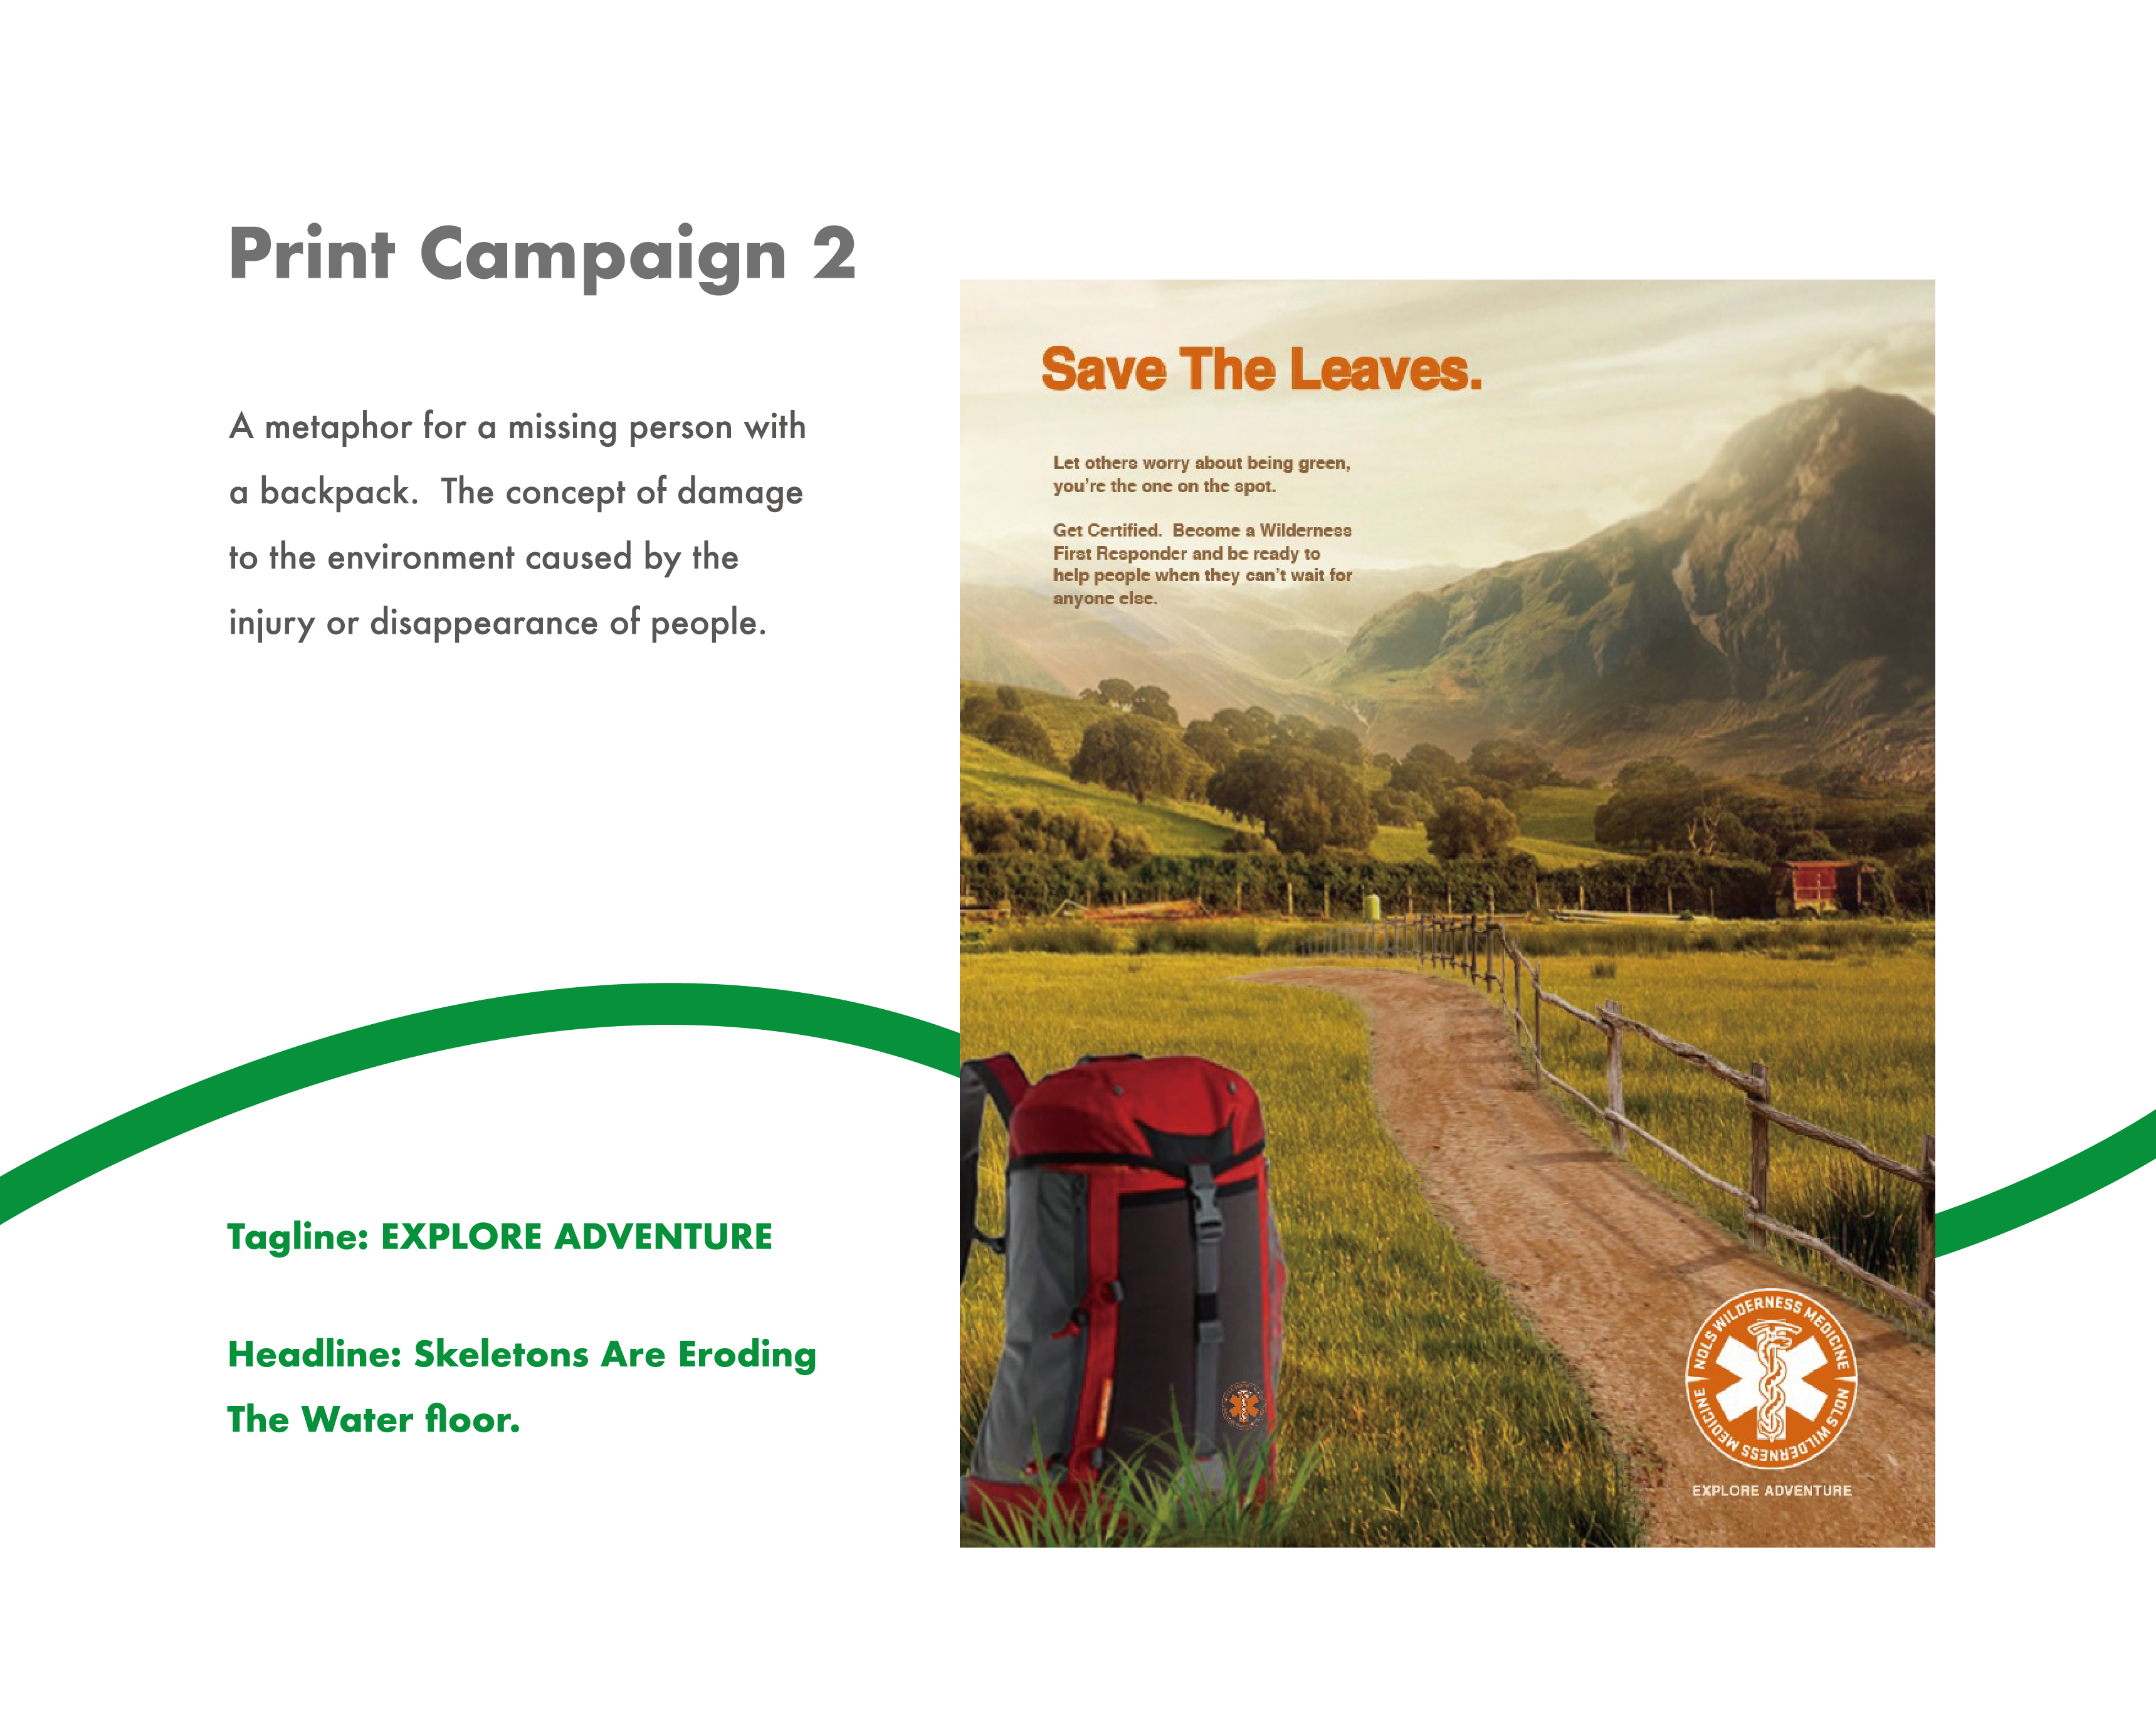 Print Campaign 2
A metaphor for a missing person with
a backpack.  The concept of damage
to the environment caused by the
injury or disappearance of people.
Tagline: EXPLORE ADVENTURE
Headline: Skeletons Are Eroding
The Water floor.
Save The Leaves.
Let others worry about being green,
you're the one on the spot.
Get Certified.  Become a Wilderness
First Responder and be ready to
help people when they can't wait for
anyone else.
NOLS WILDERNESS MEDICINE
NOLS WILDERNESS MEDICINE
EXPLORE ADVENTURE